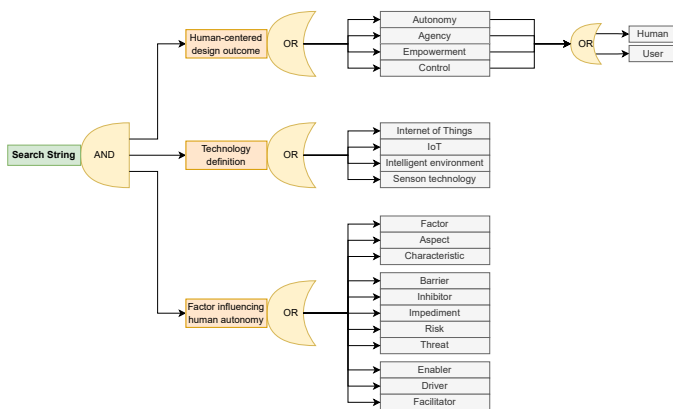 Search String
AND
Human-centered
design outcome
OR
Autonomy
Agency
Empowerment
Control
OR
Human
User
Technology
definition
OR
Internet of Things
IoT
Intelligent environment
Senson technology
Factor influencing
human autonomy
OR
Factor
Aspect
Characteristic
Barrier
Inhibitor
Impediment
Risk
Threat
Enabler
Driver
Facilitator